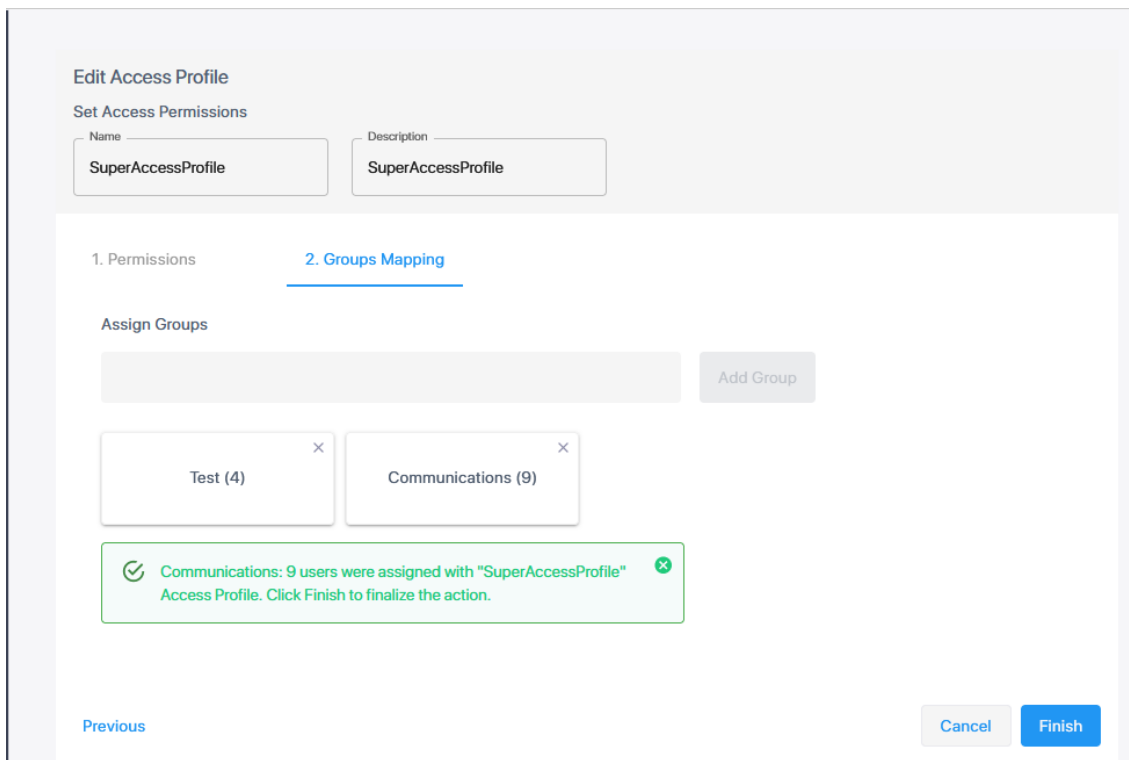 Edit Access Profile
Set Access Permissions
Name
Description
SuperAccessProfile
SuperAccessProfile
1. Permissions
2. Groups Mapping
Assign Groups
Add Group
Test (4)
Communications (9)
Communications: 9 users were assigned with "SuperAccessProfile"
Access Profile. Click Finish to finalize the action.
Previous
Cancel
Finish